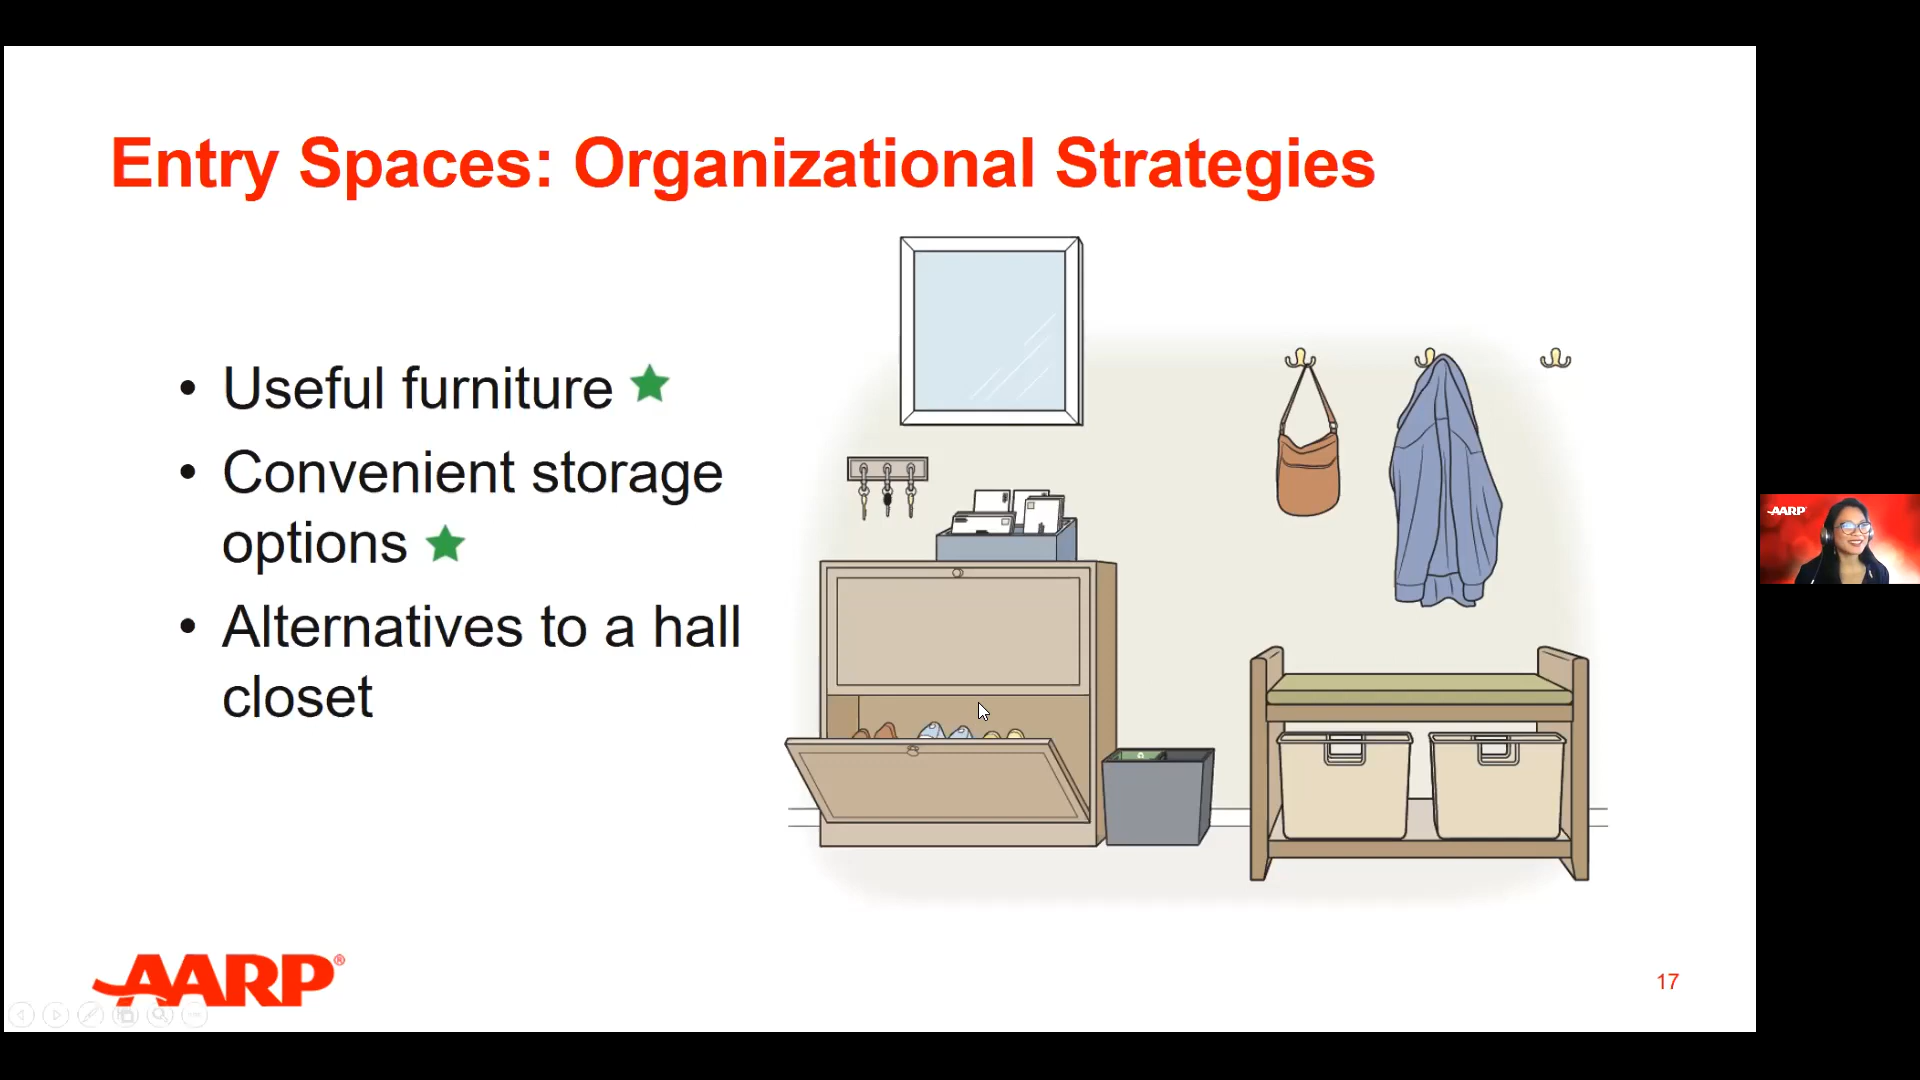 Entry Spaces: Organizational Strategies
• Useful furniture
• Convenient storage
options
• Alternatives to a hall
closet
AARP®
17
AARP